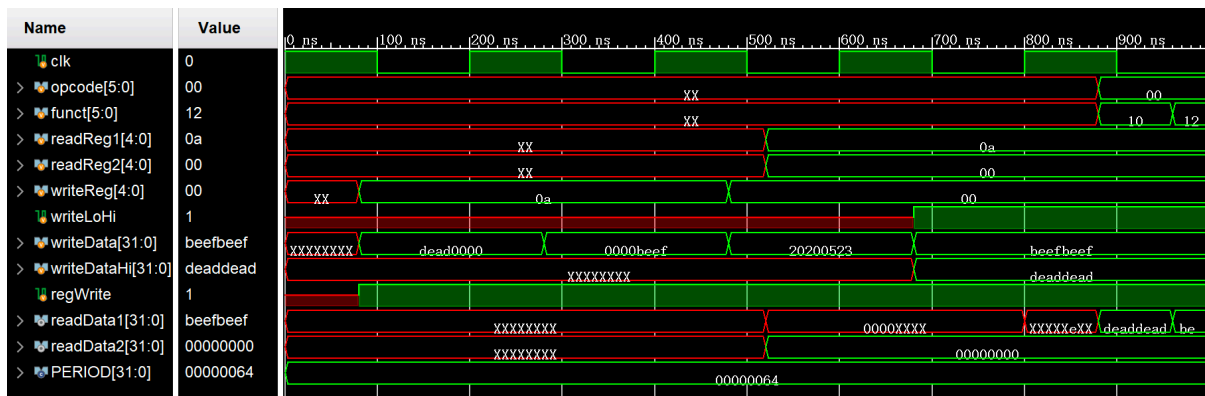 Name Value
0 ns 100 ns 200 ns 300 ns 400 ns 500 ns 600 ns 700 ns 800 ns 900 ns
clk 0
opcode[5:0] 00 XX 00
funct[5:0] 12 XX 10 12
readReg1[4:0] 0a XX 0a
readReg2[4:0] 00 XX 00
writeReg[4:0] 00 XX 0a 00
writeLoHi 1
writeData[31:0] beefbeef XXXXXXXX dead0000 0000beef 20200523 beefbeef
writeDataHi[31:0] deaddead XXXXXXXX deaddead
regWrite 1
readData1[31:0] beefbeef XXXXXXXX 0000XXXX XXXXXeXX deaddead be
readData2[31:0] 00000000 XXXXXXXX 00000000
PERIOD[31:0] 00000064 00000064